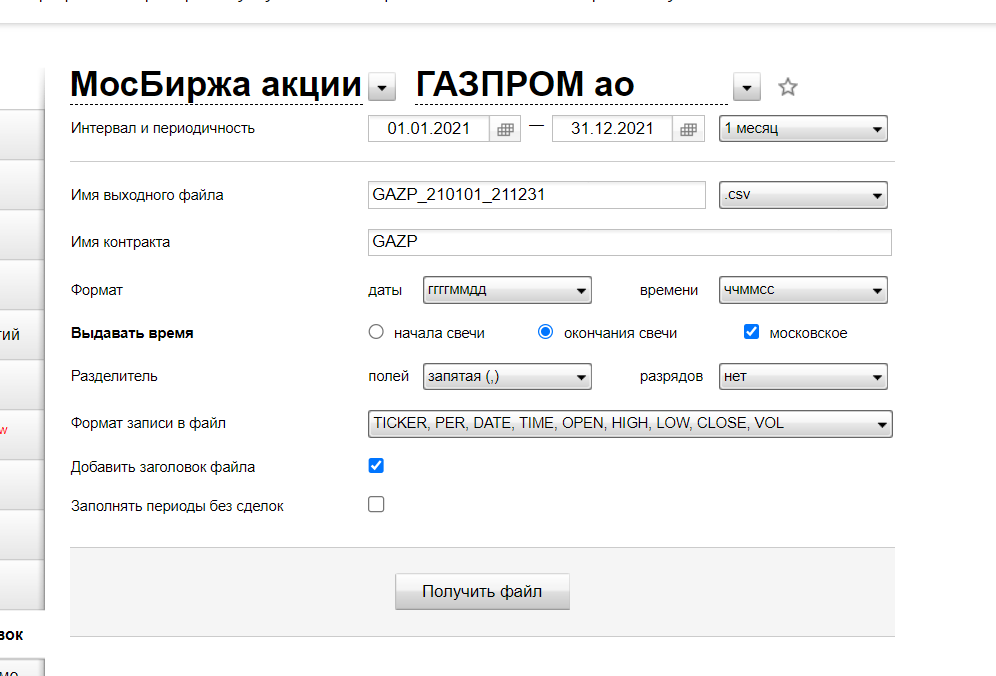 МосБиржа акции ГАЗПРОМ ао
Интервал и периодичность 01.01.2021 — 31.12.2021 1 месяц
Имя выходного файла GAZP_210101_211231 .csv
Имя контракта GAZP
Формат даты ггггммдд времени ччммсс
Выдавать время начала свечи окончания свечи московское
Разделитель полей запятая (,) разрядов нет
Формат записи в файл TICKER, PER, DATE, TIME, OPEN, HIGH, LOW, CLOSE, VOL
Добавить заголовок файла
Заполнять периоды без сделок
Получить файл